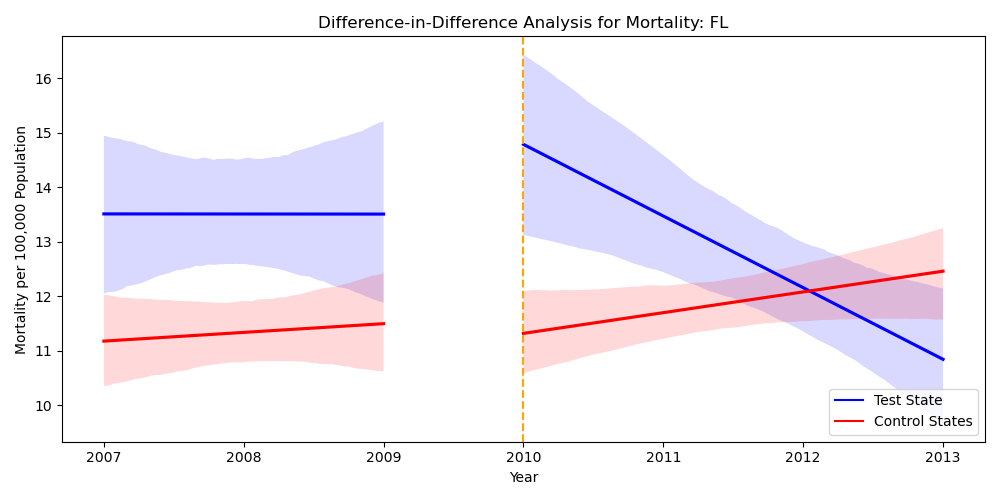 Difference-in-Difference Analysis for Mortality: FL
Mortality per 100,000 Population
16
15
14
13
12
11
10
2007 2008 2009 2010 2011 2012 2013
Year
Test State
Control States